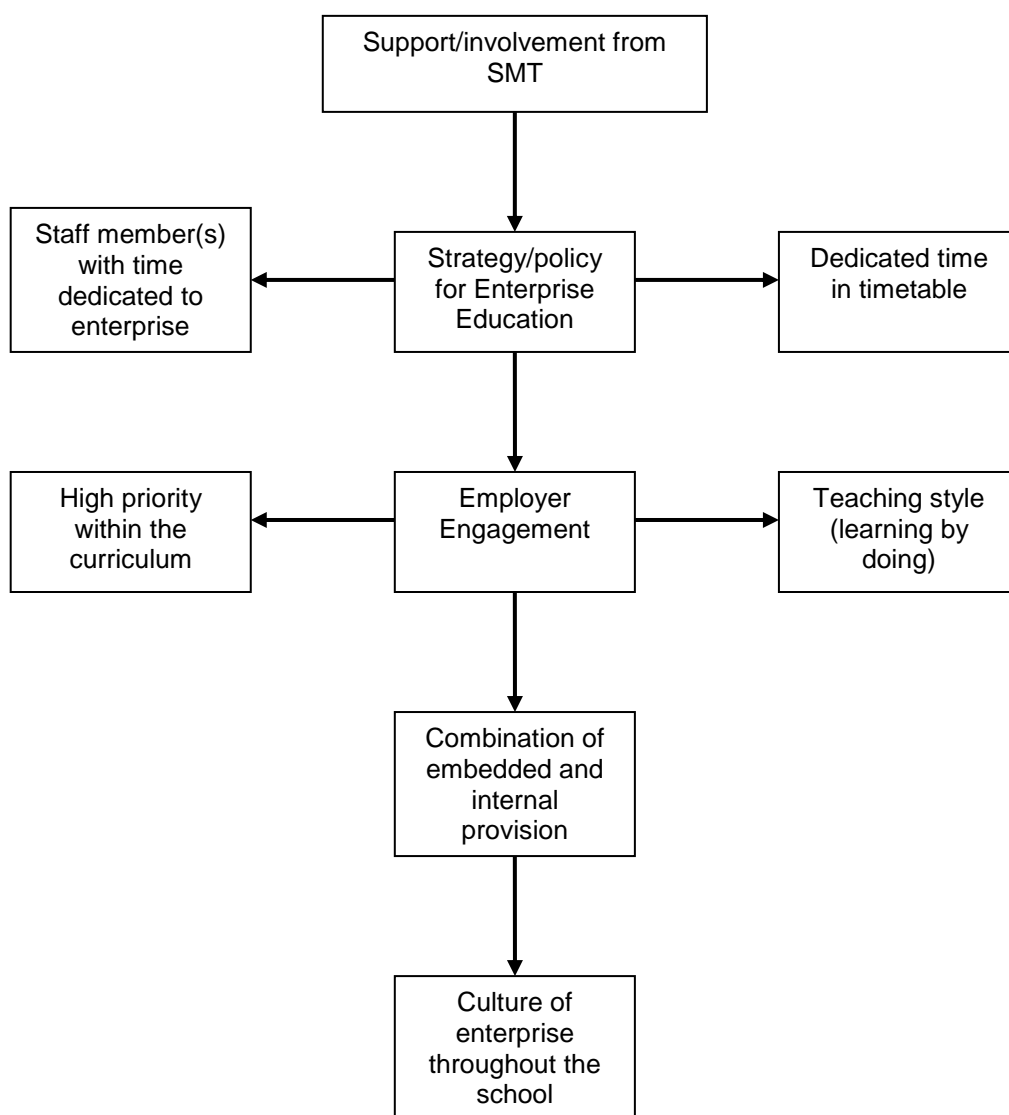 Support/involvement from
SMT
Staff member(s)
with time
dedicated to
enterprise
Strategy/policy
for Enterprise
Education
Dedicated time
in timetable
High priority
within the
curriculum
Employer
Engagement
Teaching style
(learning by
doing)
Combination of
embedded and
internal
provision
Culture of
enterprise
throughout the
school